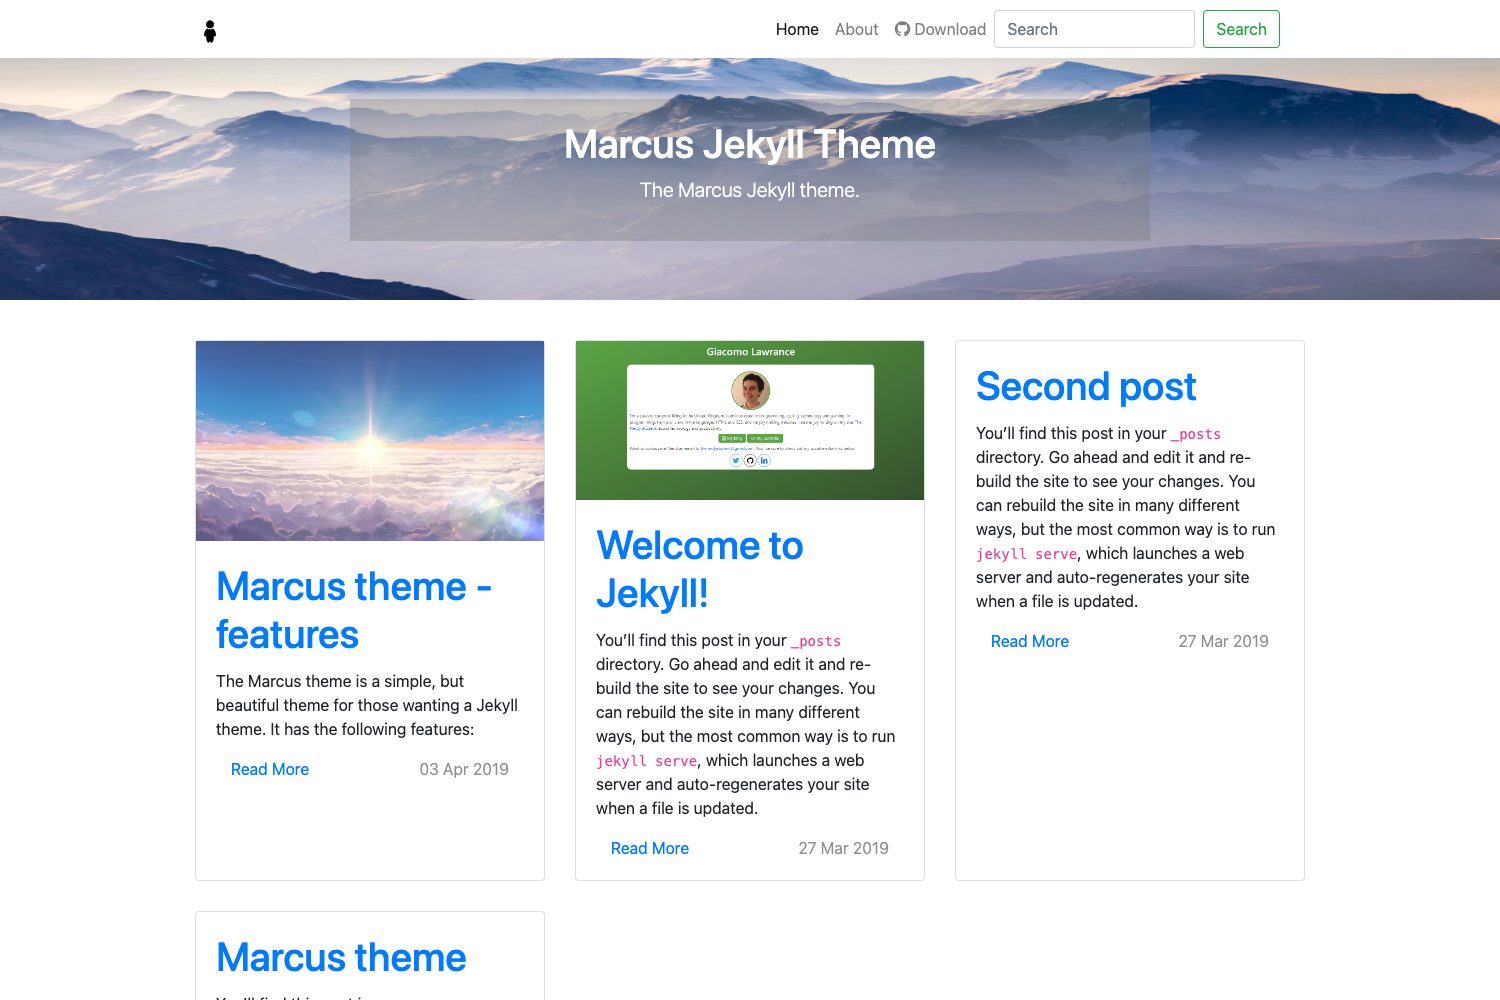 Home About Download Search Search
Marcus Jekyll Theme
The Marcus Jekyll theme.
Marcus theme -
features
The Marcus theme is a simple, but
beautiful theme for those wanting a Jekyll
theme. It has the following features:
Read More 03 Apr 2019
Giacomo Lawrance
Welcome to
Jekyll!
You’ll find this post in your _posts
directory. Go ahead and edit it and re-
build the site to see your changes. You
can rebuild the site in many different
ways, but the most common way is to run
jekyll serve, which launches a web
server and auto-regenerates your site
when a file is updated.
Read More 27 Mar 2019
Second post
You’ll find this post in your _posts
directory. Go ahead and edit it and re-
build the site to see your changes. You
can rebuild the site in many different
ways, but the most common way is to run
jekyll serve, which launches a web
server and auto-regenerates your site
when a file is updated.
Read More 27 Mar 2019
Marcus theme